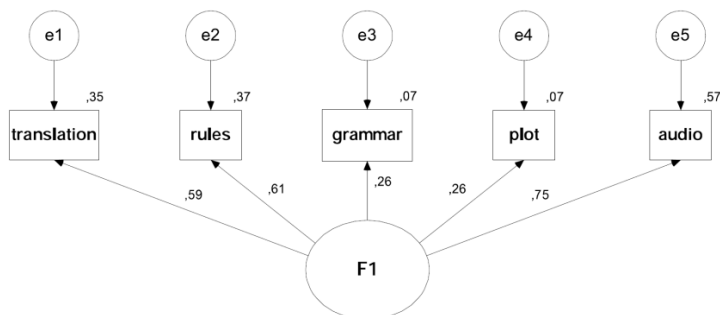 e1 e2 e3 e4 e5
,35 ,37 ,07 ,07 ,57
translation rules grammar plot audio
,59 ,61 ,26 ,26 ,75
F1